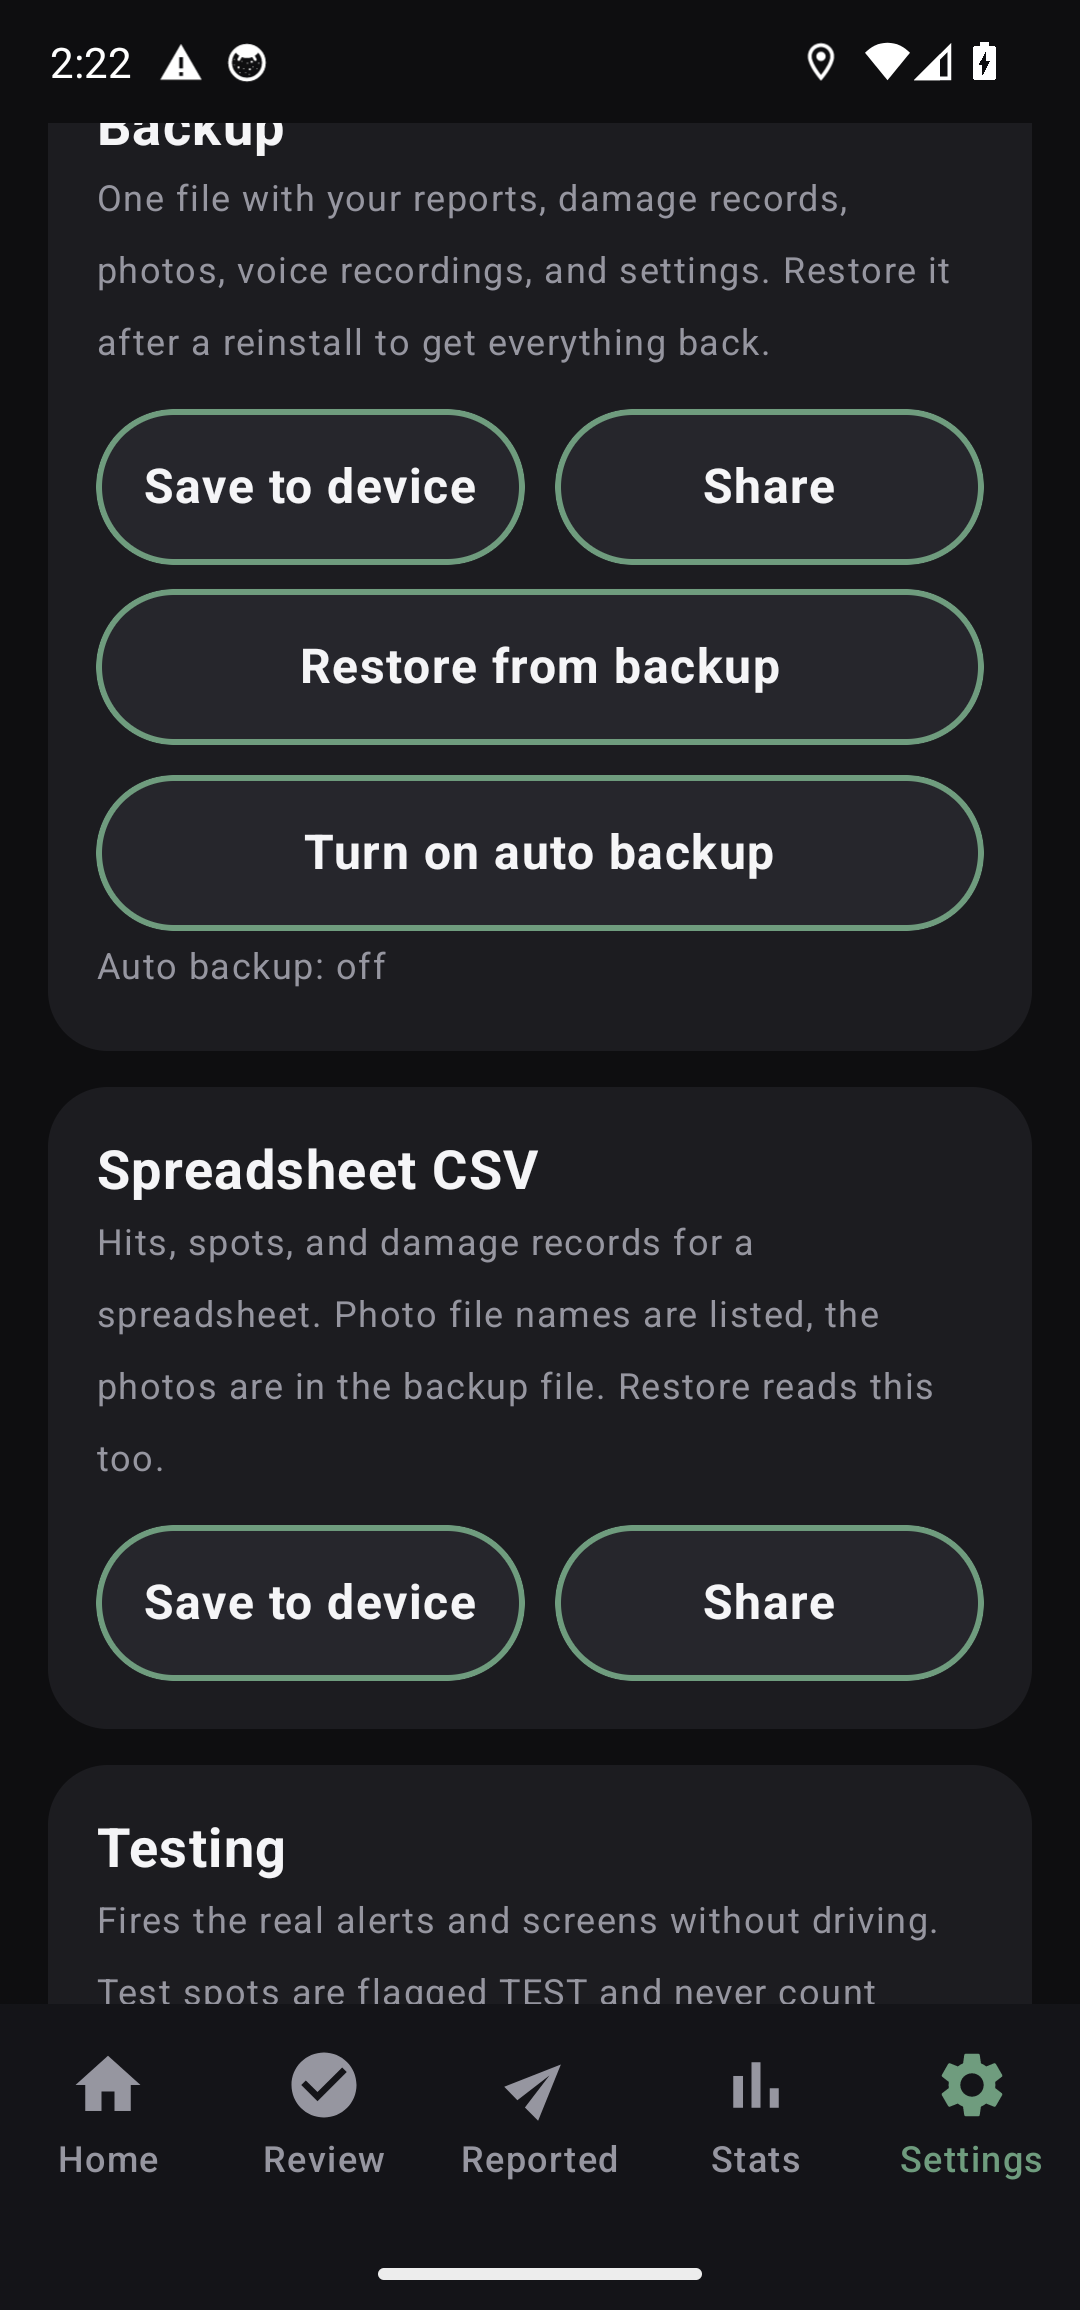 2:22
Backup
One file with your reports, damage records,
photos, voice recordings, and settings. Restore it
after a reinstall to get everything back.
Save to device
Share
Restore from backup
Turn on auto backup
Auto backup: off
Spreadsheet CSV
Hits, spots, and damage records for a
spreadsheet. Photo file names are listed, the
photos are in the backup file. Restore reads this
too.
Save to device
Share
Testing
Fires the real alerts and screens without driving.
Test spots are flagged TEST and never count
Home
Review
Reported
Stats
Settings